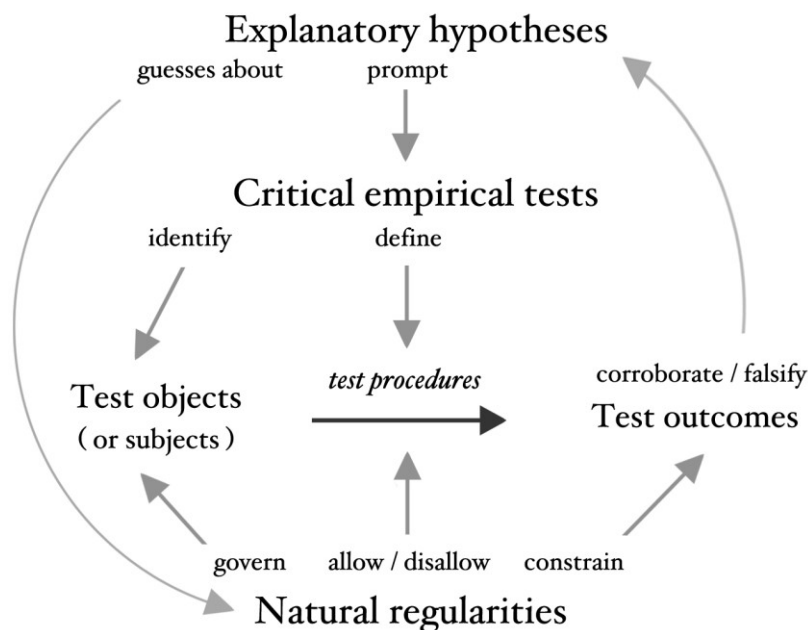 Explanatory hypotheses
guesses about prompt
Critical empirical tests
identify define
test procedures
corroborate / falsify
Test objects
( or subjects )
Test outcomes
govern allow / disallow constrain
Natural regularities